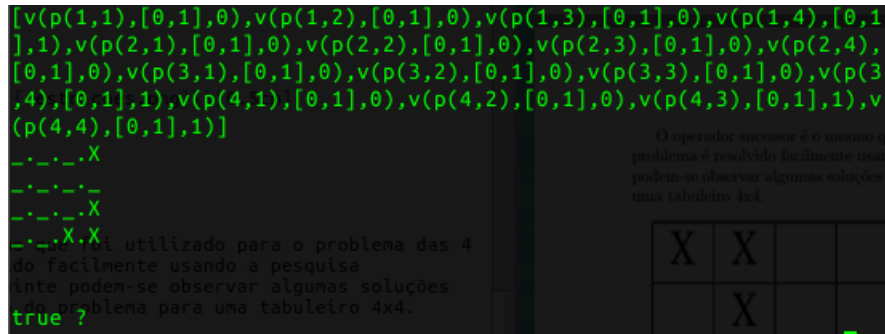 [v(p(1,1),[0,1],0),v(p(1,2),[0,1],0),v(p(1,3),[0,1],0),v(p(1,4),[0,1
],1),v(p(2,1),[0,1],0),v(p(2,2),[0,1],0),v(p(2,3),[0,1],0),v(p(2,4),
[0,1],0),v(p(3,1),[0,1],0),v(p(3,2),[0,1],0),v(p(3,3),[0,1],0),v(p(3
,4),[0,1],1),v(p(4,1),[0,1],0),v(p(4,2),[0,1],0),v(p(4,3),[0,1],1),v
(p(4,4),[0,1],1)]
_._._.X
_._._._
_._._.X
_._.X.X
que foi utilizado para o problema das 4
do facilmente usando a pesquisa
inte podem-se observar algumas soluções
do problema para uma tabuleiro 4x4.
true ?
O operador sucessor é o mesmo
problema é resolvido facilmente
podem-se observar algumas soluções
uma tabuleiro 4x4.
X X
X